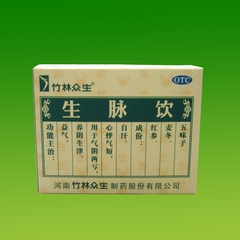 竹林众生®
OTC
生脉饮
功能主治：
益气，
养阴生津。
用于气阴两亏，
心悸气短，
自汗。
成份：
红参、
麦冬、
五味子
河南竹林众生制药股份有限公司